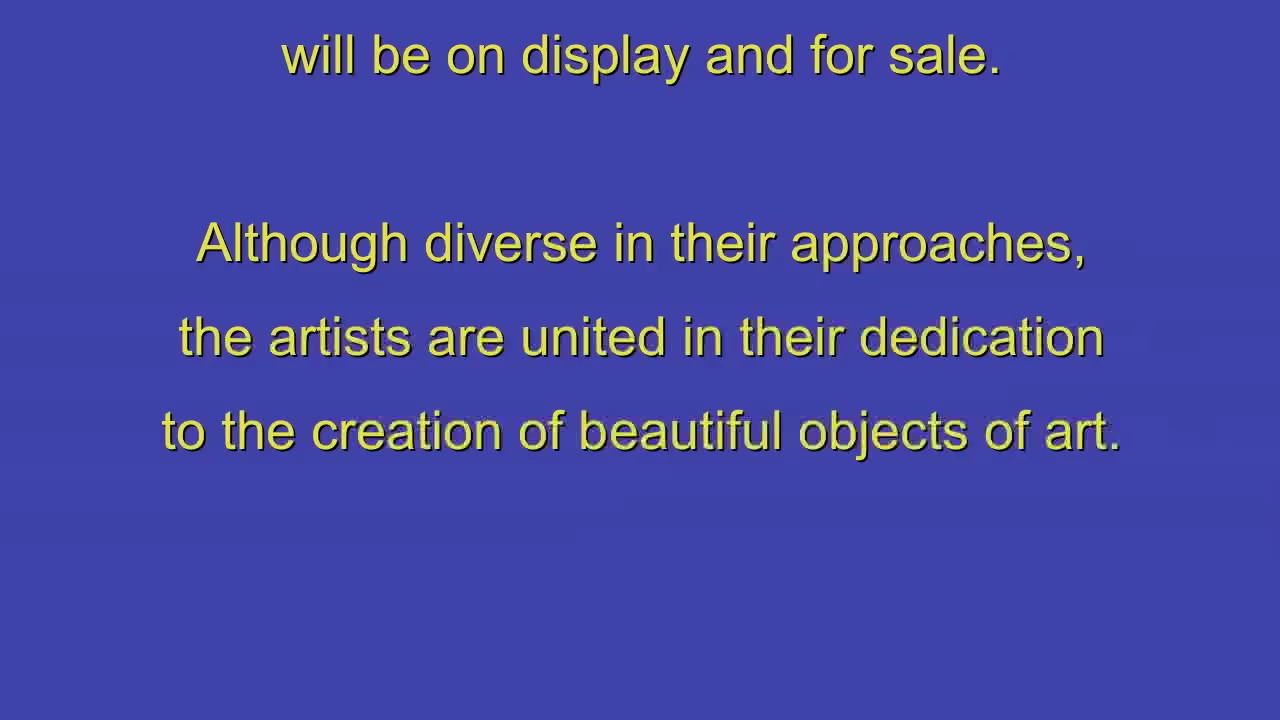 will be on display and for sale.
Although diverse in their approaches,
the artists are united in their dedication
to the creation of beautiful objects of art.